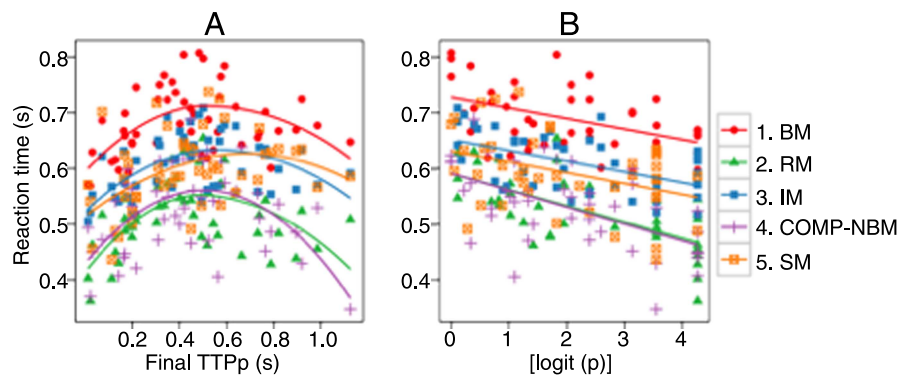 A
B
Reaction time (s)
0.8
0.7
0.6
0.5
0.4
0.2 0.4 0.6 0.8 1.0
Final TTPp (s)
0.8
0.7
0.6
0.5
0.4
0 1 2 3 4
[logit (p)]
1. BM
2. RM
3. IM
4. COMP-NBM
5. SM